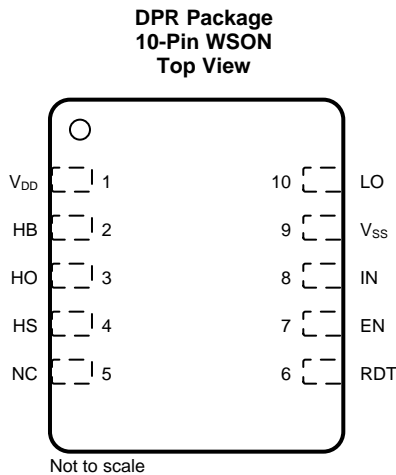 DPR Package
10-Pin WSON
Top View
VDD 1 10 LO
HB 2 9 VSS
HO 3 8 IN
HS 4 7 EN
NC 5 6 RDT
Not to scale